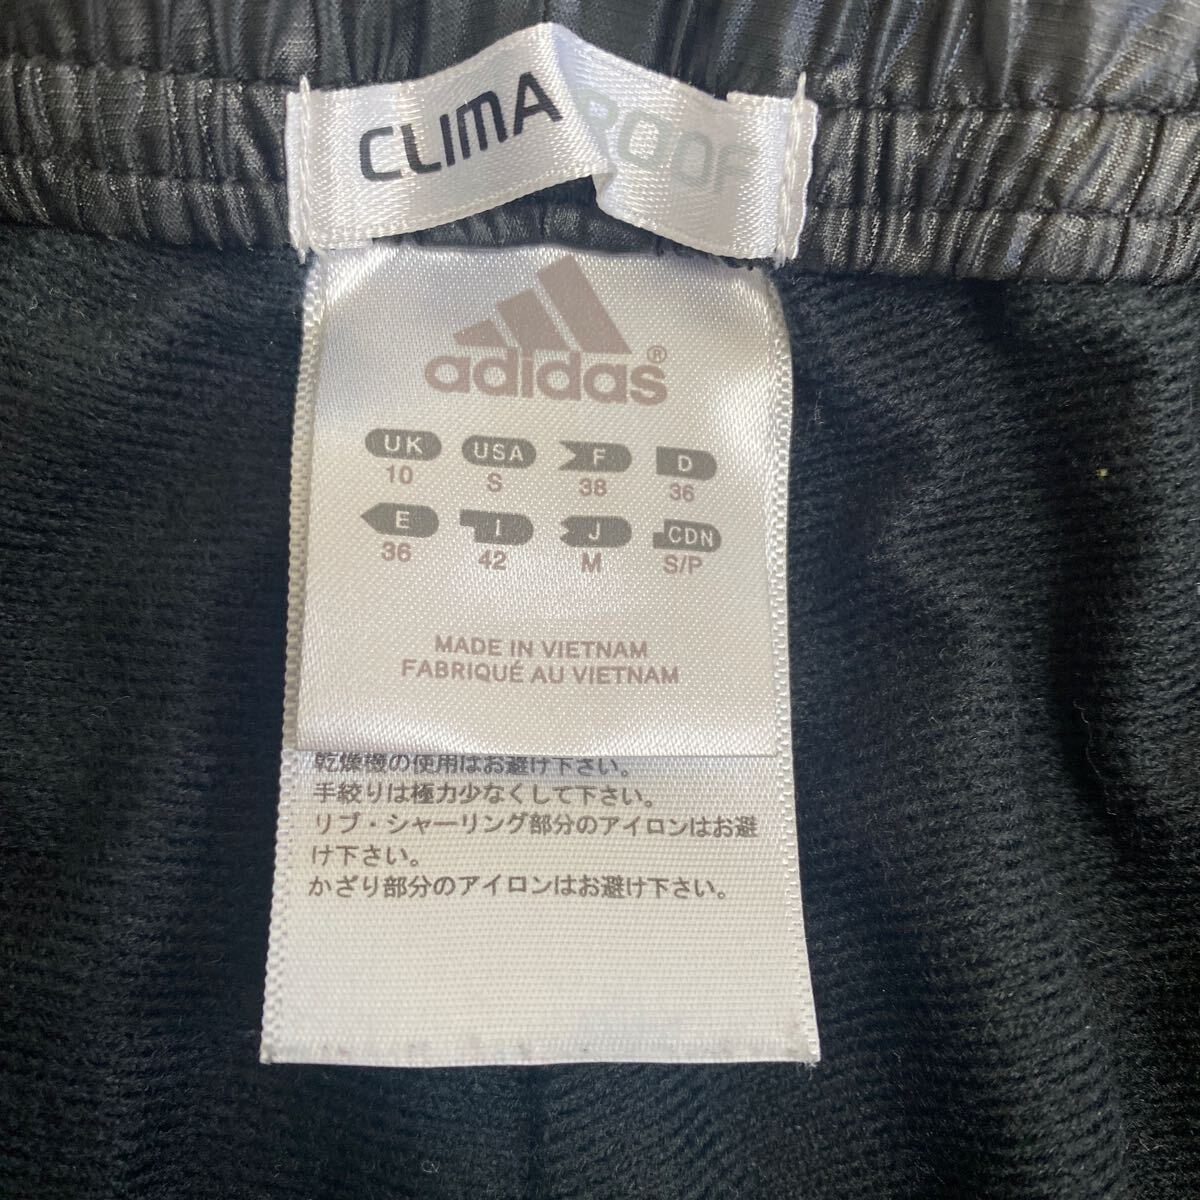 CLIMA ROOF
adidas®
UK USA F D
10 S 38 36
E I J CDN
36 42 M S/P
MADE IN VIETNAM
FABRIQUÉ AU VIETNAM
乾燥機の使用はお避け下さい。
手絞りは極力少なくして下さい。
リブ・シャーリング部分のアイロンはお避
け下さい。
かざり部分のアイロンはお避け下さい。